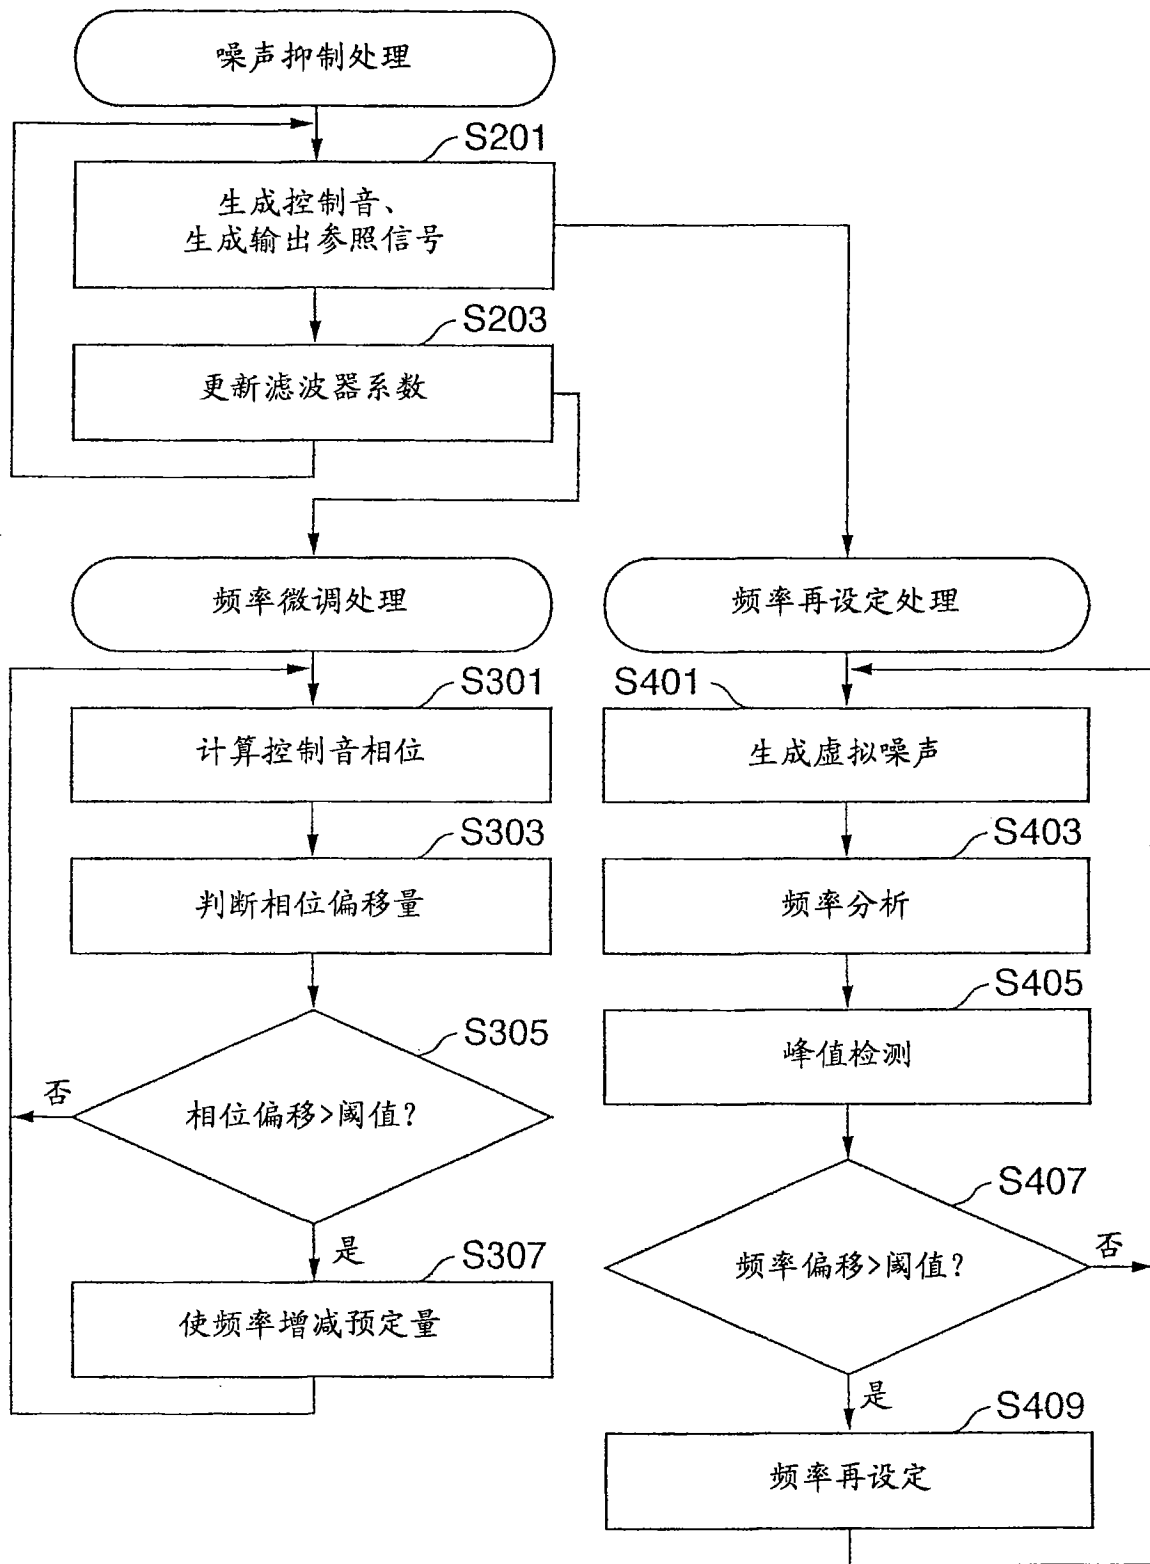 噪声抑制处理
S201
生成控制音、
生成输出参照信号
S203
更新滤波器系数
频率微调处理
S301
计算控制音相位
S303
判断相位偏移量
S305
相位偏移>阈值?
否
是
S307
使频率增减预定量
频率再设定处理
S401
生成虚拟噪声
S403
频率分析
S405
峰值检测
S407
频率偏移>阈值?
否
是
S409
频率再设定